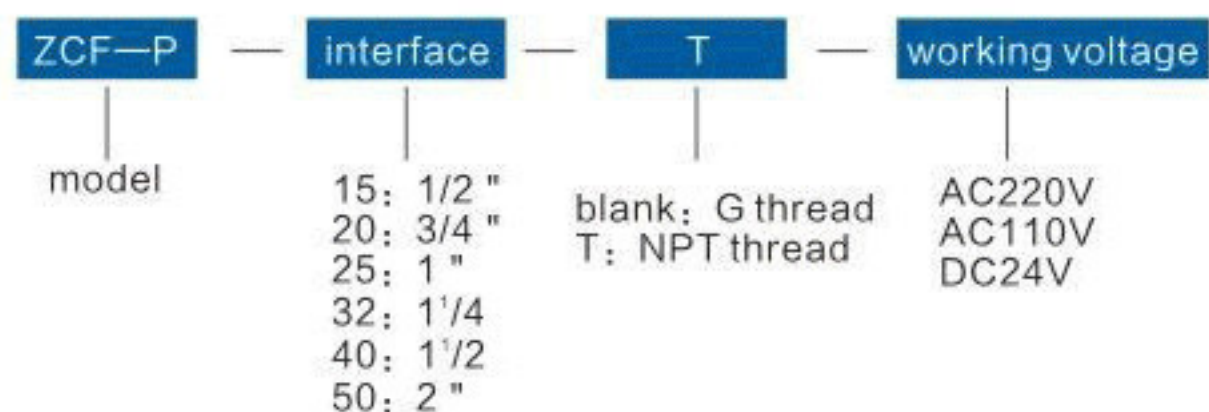 ZCF—P — interface — T — working voltage
model
15: 1/2 "
20: 3/4 "
25: 1 "
32: 1¹/4
40: 1¹/2
50: 2 "
blank: G thread
T: NPT thread
AC220V
AC110V
DC24V